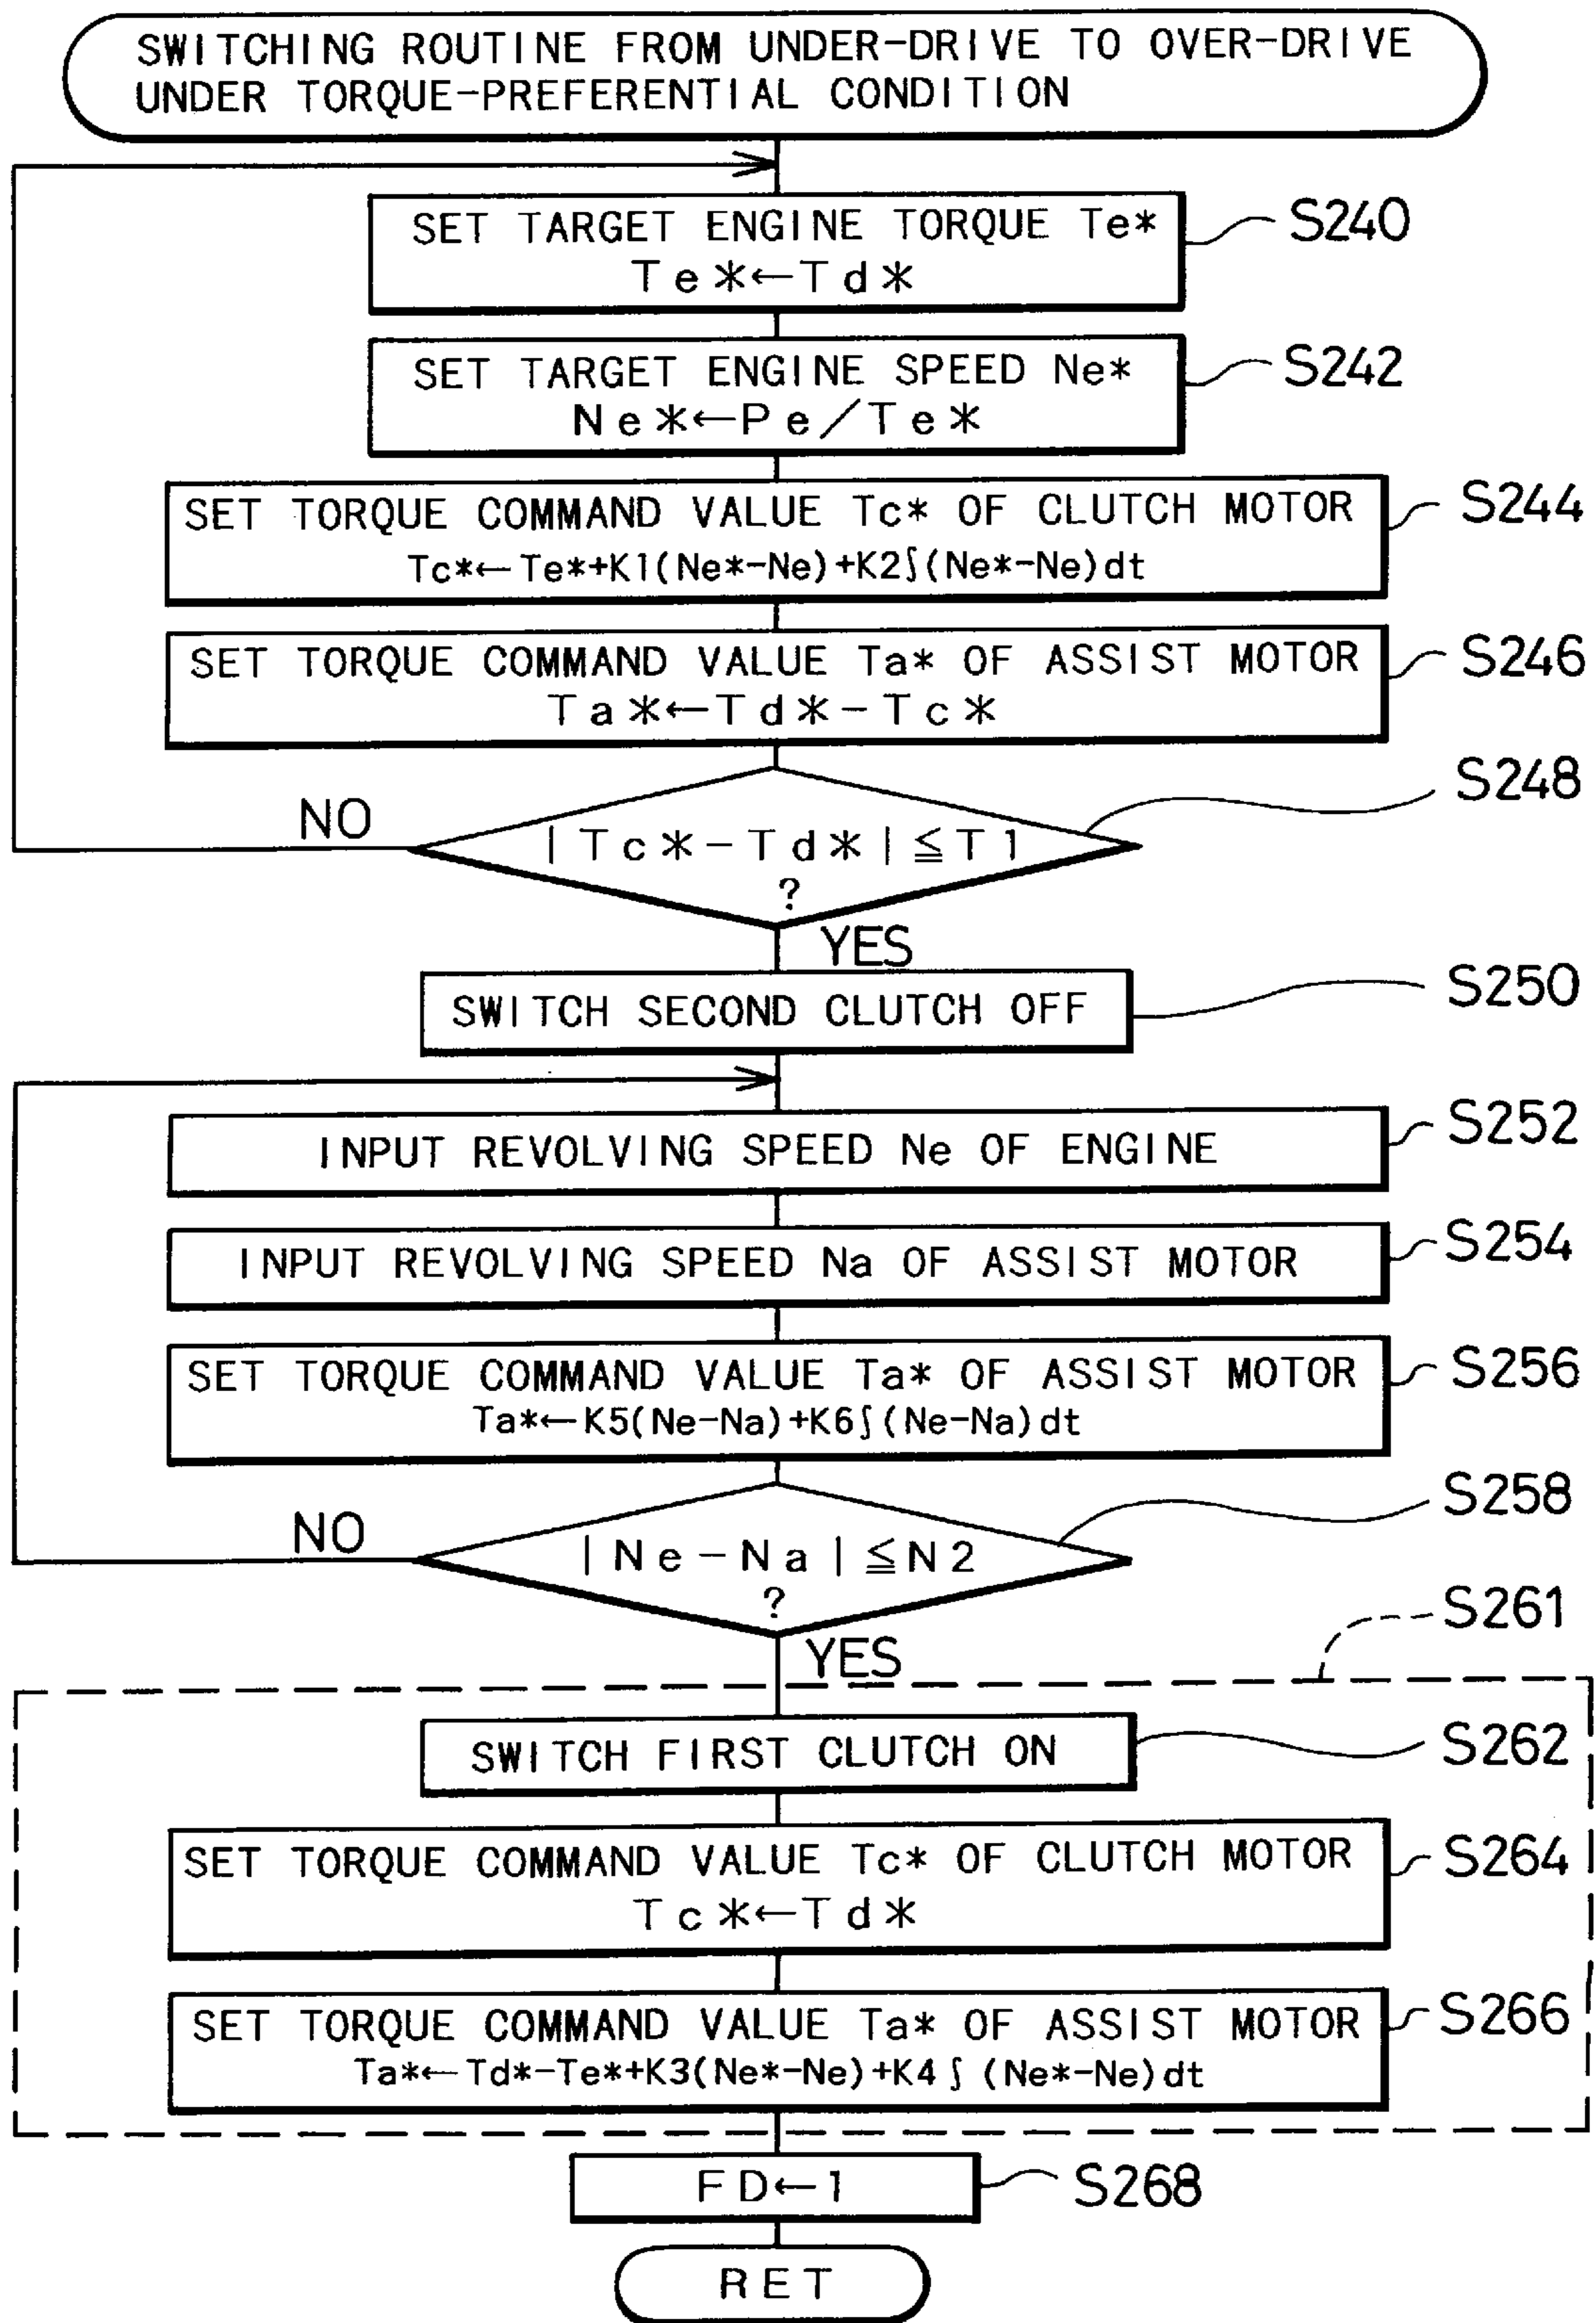 SWITCHING ROUTINE FROM UNDER-DRIVE TO OVER-DRIVE
UNDER TORQUE-PREFERENTIAL CONDITION
SET TARGET ENGINE TORQUE Te*
Te*←Td*
S240
SET TARGET ENGINE SPEED Ne*
Ne*←Pe/Te*
S242
SET TORQUE COMMAND VALUE Tc* OF CLUTCH MOTOR
Tc*←Te*+K1(Ne*-Ne)+K2∫(Ne*-Ne)dt
S244
SET TORQUE COMMAND VALUE Ta* OF ASSIST MOTOR
Ta*←Td*-Tc*
S246
S248
NO
|Tc*-Td*|≦T1
?
YES
SWITCH SECOND CLUTCH OFF
S250
INPUT REVOLVING SPEED Ne OF ENGINE
S252
INPUT REVOLVING SPEED Na OF ASSIST MOTOR
S254
SET TORQUE COMMAND VALUE Ta* OF ASSIST MOTOR
Ta*←K5(Ne-Na)+K6∫(Ne-Na)dt
S256
S258
NO
|Ne-Na|≦N2
?
YES
S261
SWITCH FIRST CLUTCH ON
S262
SET TORQUE COMMAND VALUE Tc* OF CLUTCH MOTOR
Tc*←Td*
S264
SET TORQUE COMMAND VALUE Ta* OF ASSIST MOTOR
Ta*←Td*-Te*+K3(Ne*-Ne)+K4∫(Ne*-Ne)dt
S266
FD←1
S268
RET